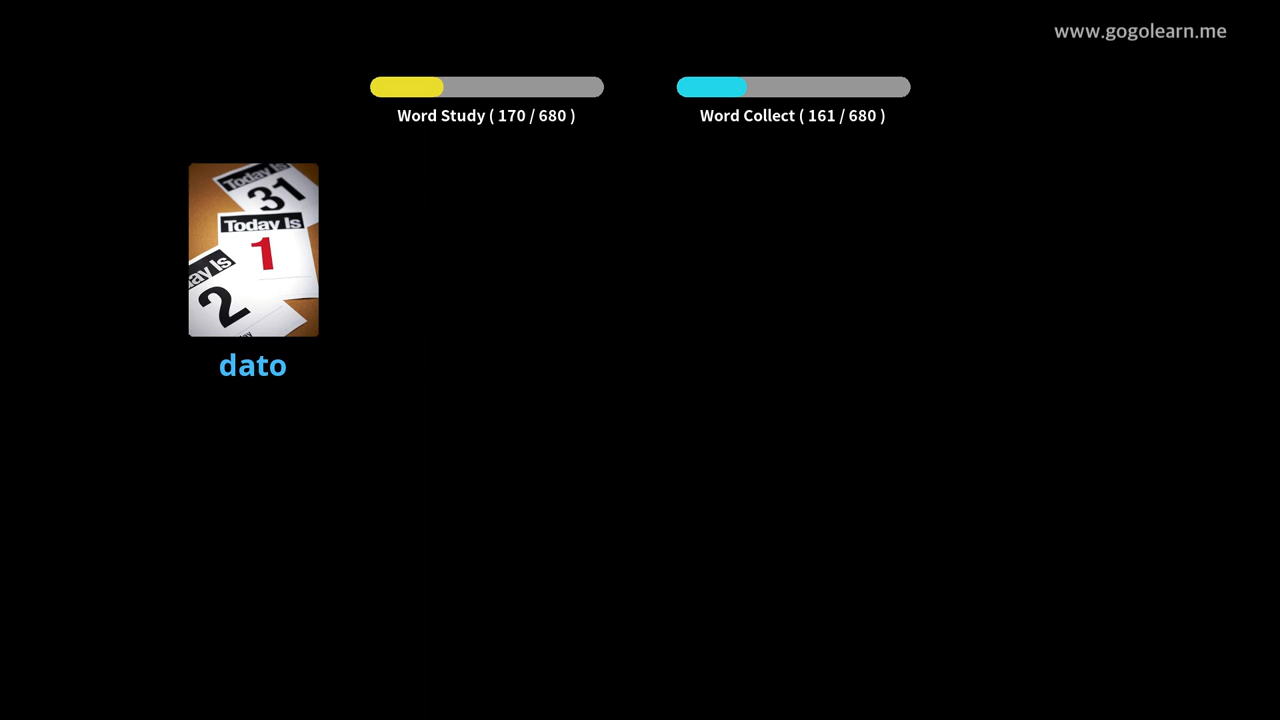 www.gogolearn.me
Word Study ( 170 / 680 )
Word Collect ( 161 / 680 )
Today Is
31
Today Is
1
ay Is
2
dato